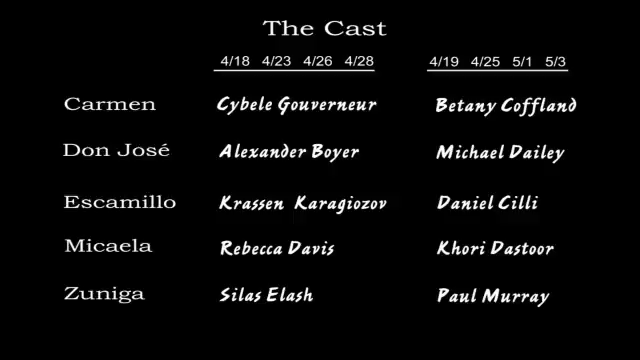 The Cast
4/18 4/23 4/26 4/28 4/19 4/25 5/1 5/3
Carmen Cybele Gouverneur Betany Coffland
Don José Alexander Boyer Michael Dailey
Escamillo Krassen Karagiozov Daniel Cilli
Micaela Rebecca Davis Khori Dastoor
Zuniga Silas Elash Paul Murray